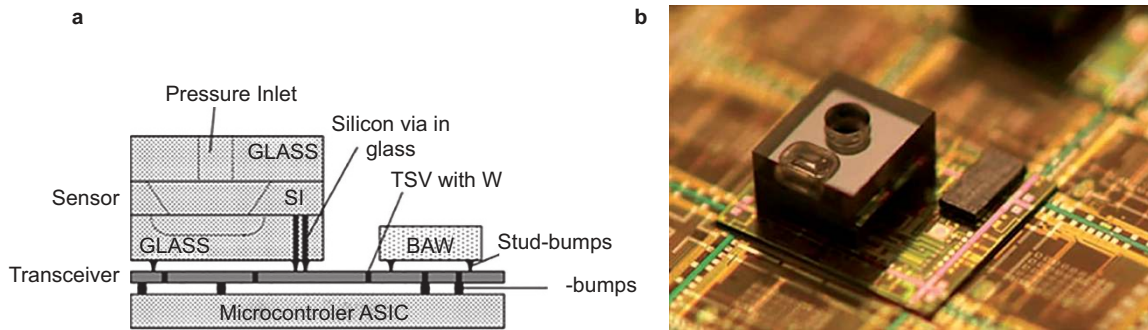 a
b
Pressure Inlet
Silicon via in
glass
GLASS
TSV with W
Sensor
SI
GLASS
BAW
Stud-bumps
Transceiver
-bumps
Microcontroler ASIC